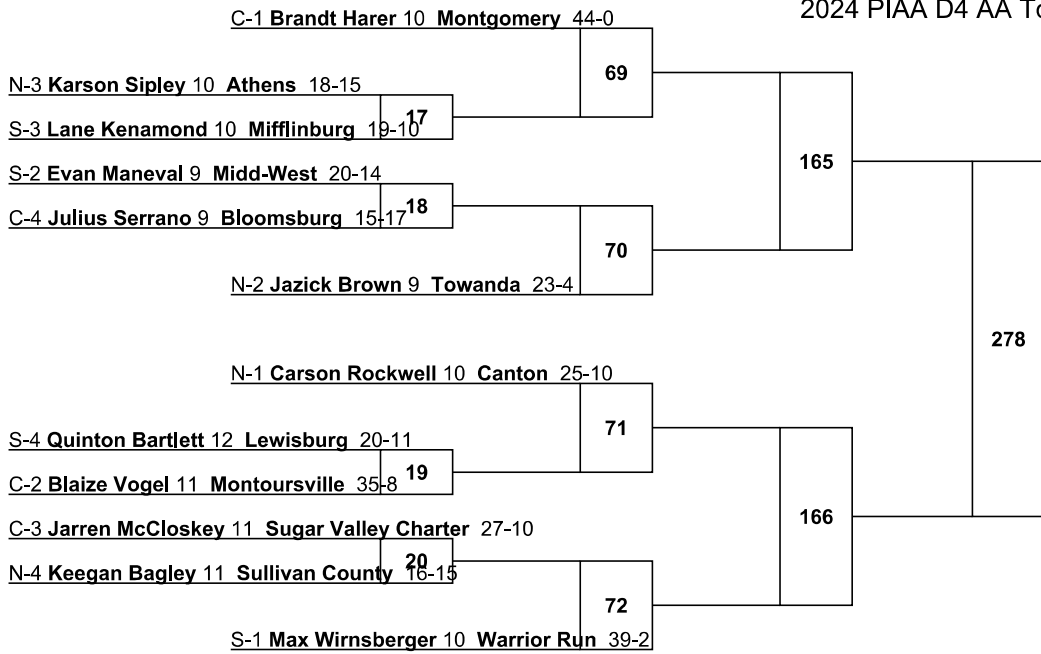 2024 PIAA D4 AA To
C-1 Brandt Harer 10 Montgomery 44-0
69
N-3 Karson Sipley 10 Athens 18-15
17
S-3 Lane Kenamond 10 Mifflinburg 19-10
165
S-2 Evan Maneval 9 Midd-West 20-14
18
C-4 Julius Serrano 9 Bloomsburg 15-17
70
N-2 Jazick Brown 9 Towanda 23-4
278
N-1 Carson Rockwell 10 Canton 25-10
71
S-4 Quinton Bartlett 12 Lewisburg 20-11
19
C-2 Blaize Vogel 11 Montoursville 35-8
166
C-3 Jarren McCloskey 11 Sugar Valley Charter 27-10
20
N-4 Keegan Bagley 11 Sullivan County 16-15
72
S-1 Max Wirnsberger 10 Warrior Run 39-2